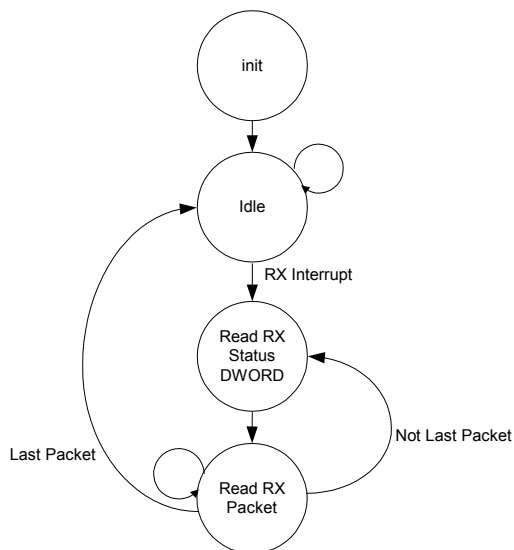 init
Idle
RX Interrupt
Read RX
Status
DWORD
Not Last Packet
Last Packet
Read RX
Packet